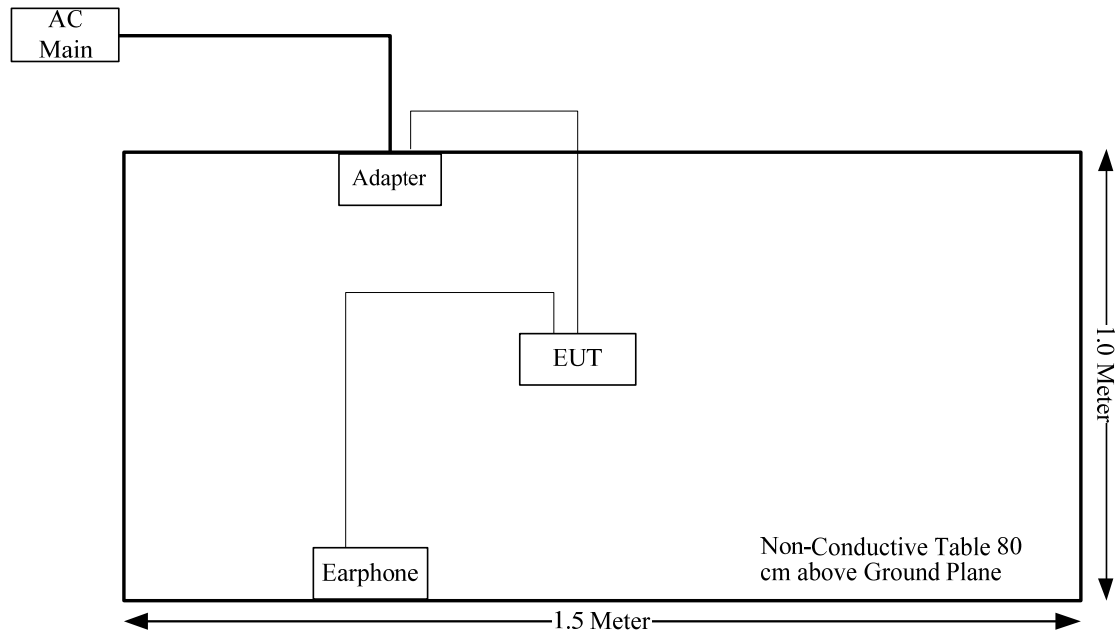 AC
Main
Adapter
EUT
1.0 Meter
Earphone
Non-Conductive Table 80
cm above Ground Plane
1.5 Meter